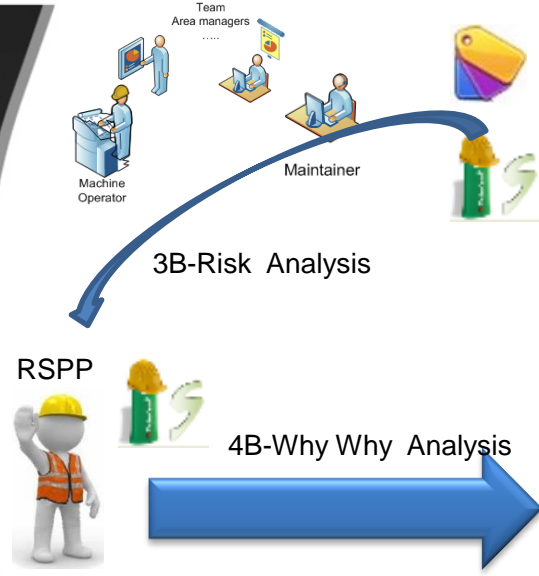 Team
Area managers
.....
Machine
Operator
Maintainer
3B-Risk  Analysis
RSPP
4B-Why Why  Analysis